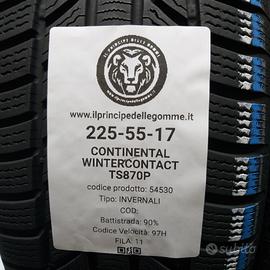 IL PRINCIPE DELLE GOMME
www.ilprincipedellegomme.it
225-55-17
CONTINENTAL
WINTERCONTACT
TS870P
codice prodotto: 54530
Tipo: INVERNALI
COD:
Battistrada: 90%
Codice Velocità: 97H
FILA: 11
subito